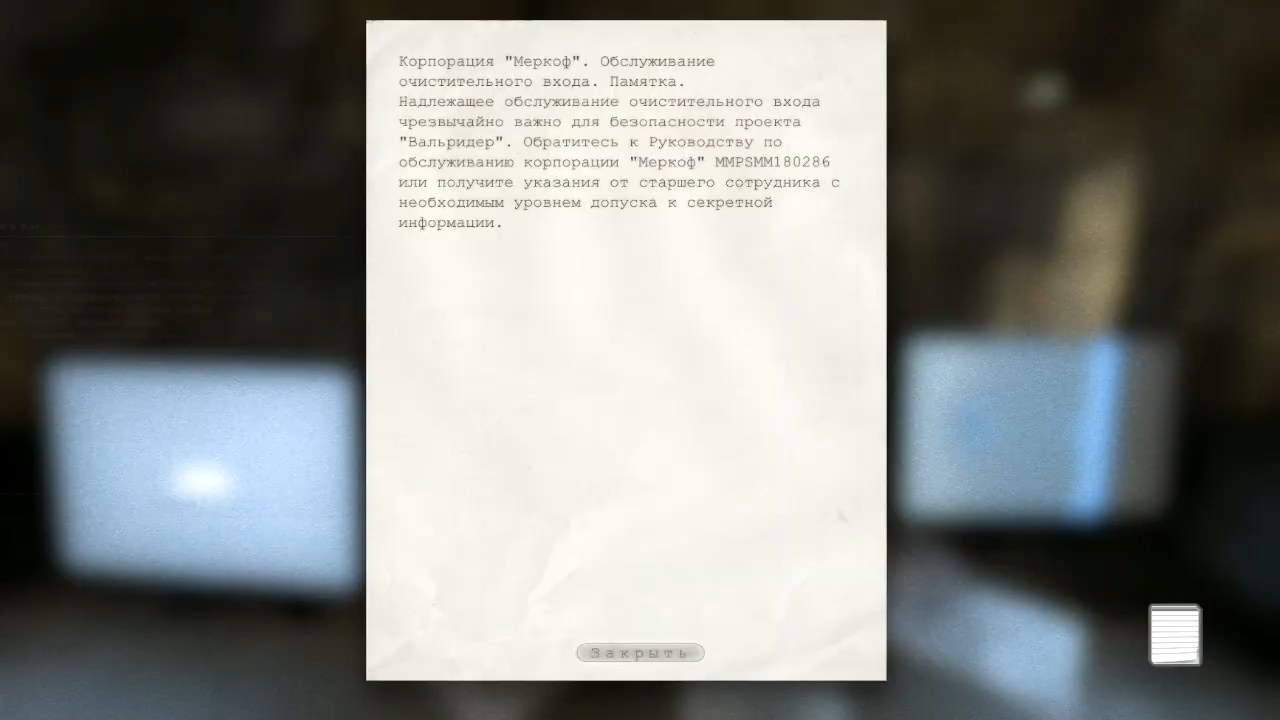 Корпорация "Меркоф". Обслуживание
очистительного входа. Памятка.
Надлежащее обслуживание очистительного входа
чрезвычайно важно для безопасности проекта
"Вальридер". Обратитесь к Руководству по
обслуживанию корпорации "Меркоф" MMPSMM180286
или получите указания от старшего сотрудника с
необходимым уровнем допуска к секретной
информации.
Закрыть